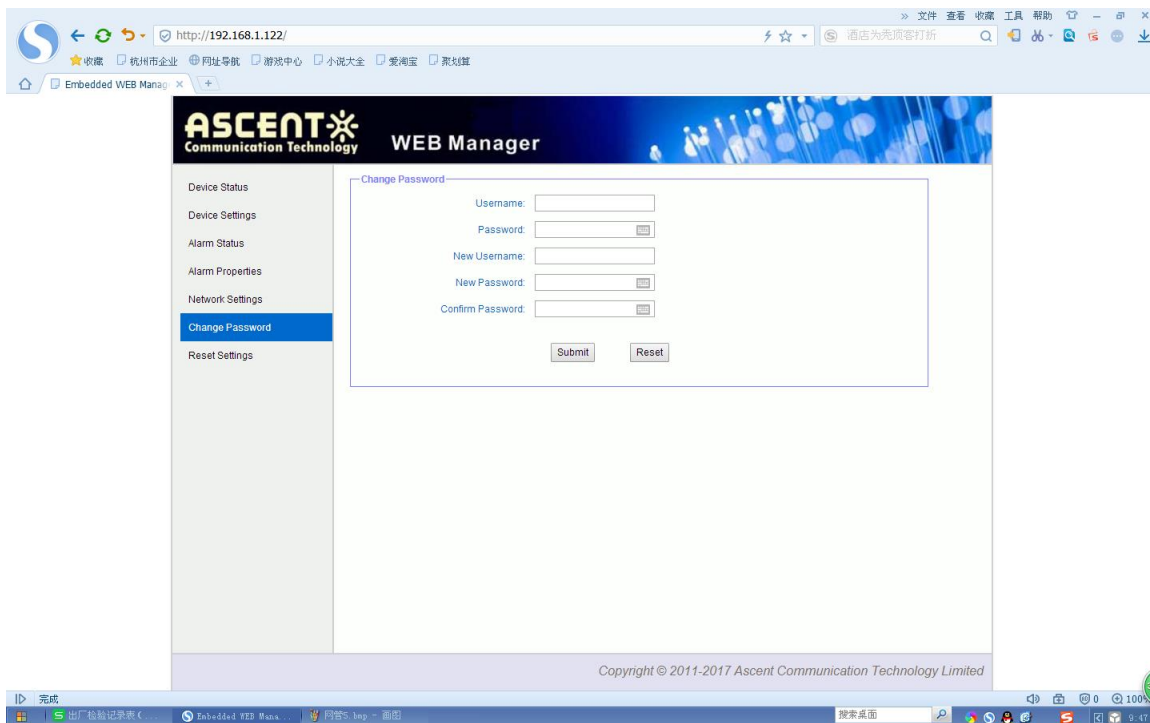 » 文件 查看 收藏 工具 帮助
http://192.168.1.122/
酒店为秃顶客打折
收藏 杭州市企业 网址导航 游戏中心 小说大全 爱淘宝 聚划算
Embedded WEB Manag
ASCENT
Communication Technology
WEB Manager
Device Status
Device Settings
Alarm Status
Alarm Properties
Network Settings
Change Password
Reset Settings
Change Password
Username:
Password:
New Username:
New Password:
Confirm Password:
Submit Reset
Copyright © 2011-2017 Ascent Communication Technology Limited
完成 0 100%
出厂检验记录表(... Embedded WEB Mana... 网管5.bmp - 画图 搜索桌面 9:47